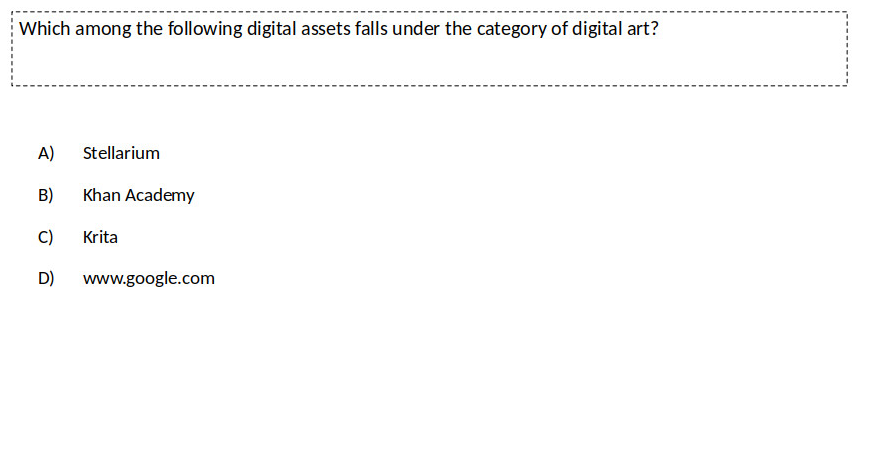 Which among the following digital assets falls under the category of digital art?
A) Stellarium
B) Khan Academy
C) Krita
D) www.google.com